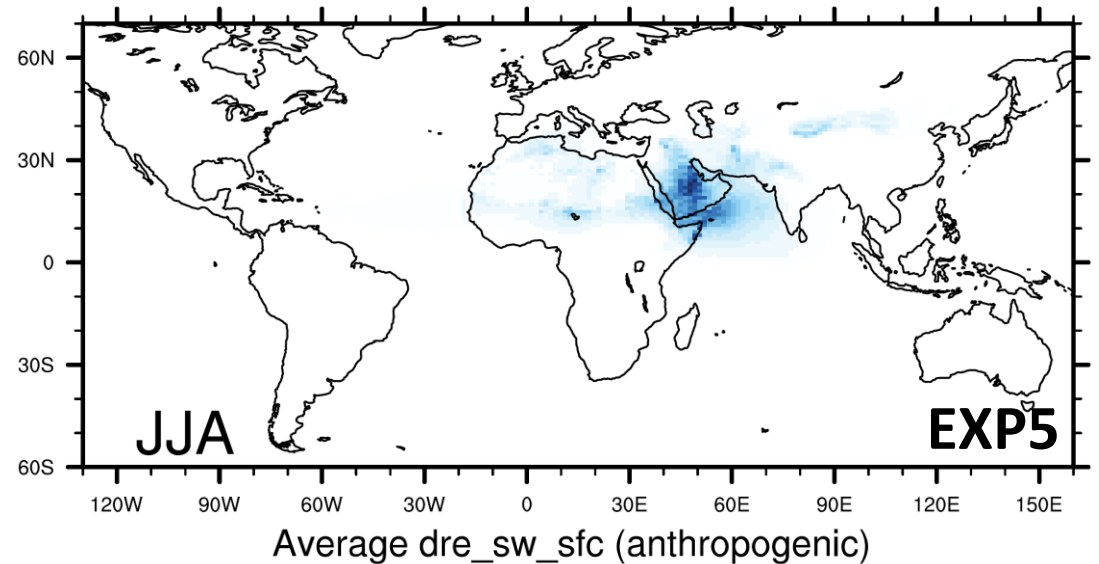 60N
30N
0
30S
60S
JJA
EXP5
120W 90W 60W 30W 0 30E 60E 90E 120E 150E
Average dre_sw_sfc (anthropogenic)